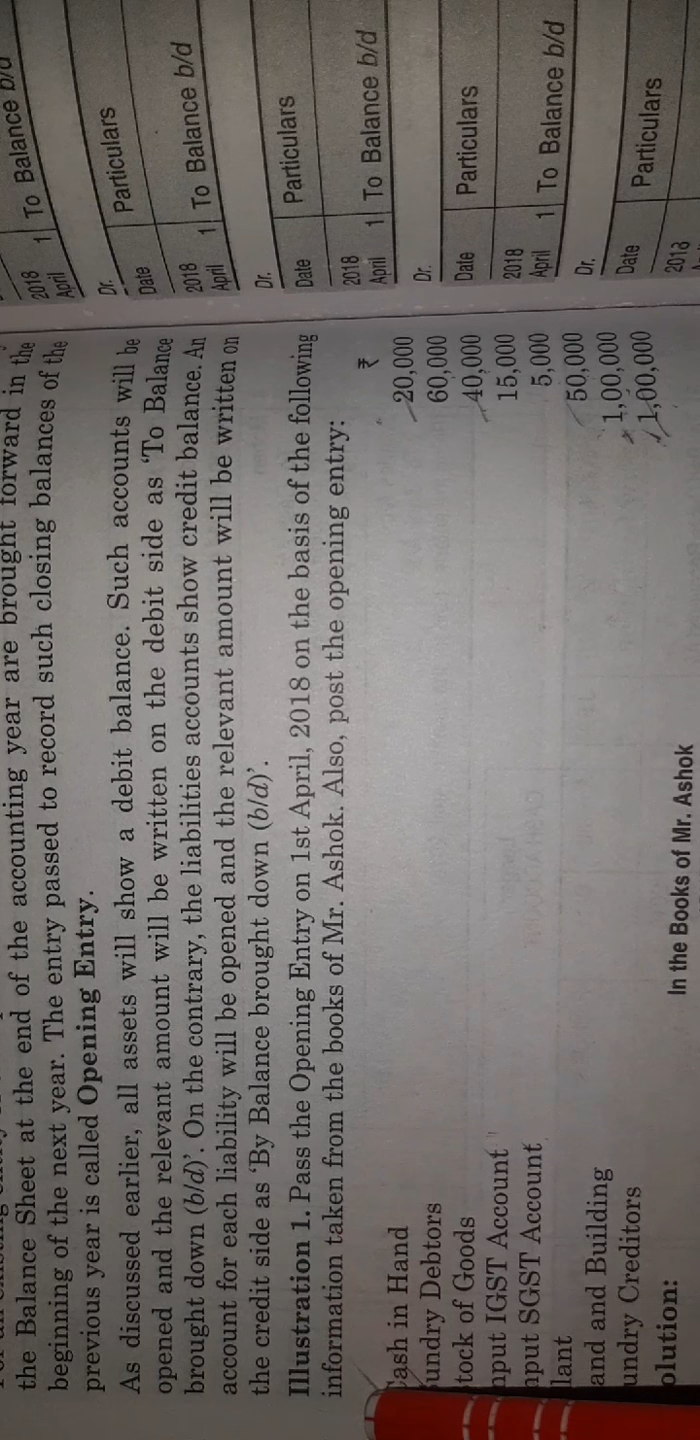 the Balance Sheet at the end of the accounting year are brought forward in the
beginning of the next year. The entry passed to record such closing balances of the
previous year is called Opening Entry.
As discussed earlier, all assets will show a debit balance. Such accounts will be
opened and the relevant amount will be written on the debit side as 'To Balance
brought down (b/d)'. On the contrary, the liabilities accounts show credit balance. An
account for each liability will be opened and the relevant amount will be written on
the credit side as 'By Balance brought down (b/d)'.
Illustration 1. Pass the Opening Entry on 1st April, 2018 on the basis of the following
information taken from the books of Mr. Ashok. Also, post the opening entry:
₹
ash in Hand 20,000
undry Debtors 60,000
tock of Goods 40,000
nput IGST Account 15,000
nput SGST Account 5,000
lant 50,000
and and Building 1,00,000
undry Creditors 1,00,000
olution:
In the Books of Mr. Ashok
2018
April 1 To Balance b/d
Dr.
Date Particulars
2018
April 1 To Balance b/d
Dr.
Date Particulars
2018
April 1 To Balance b/d
Dr.
Date Particulars
2018
April 1 To Balance b/d
Dr.
Date Particulars
2018